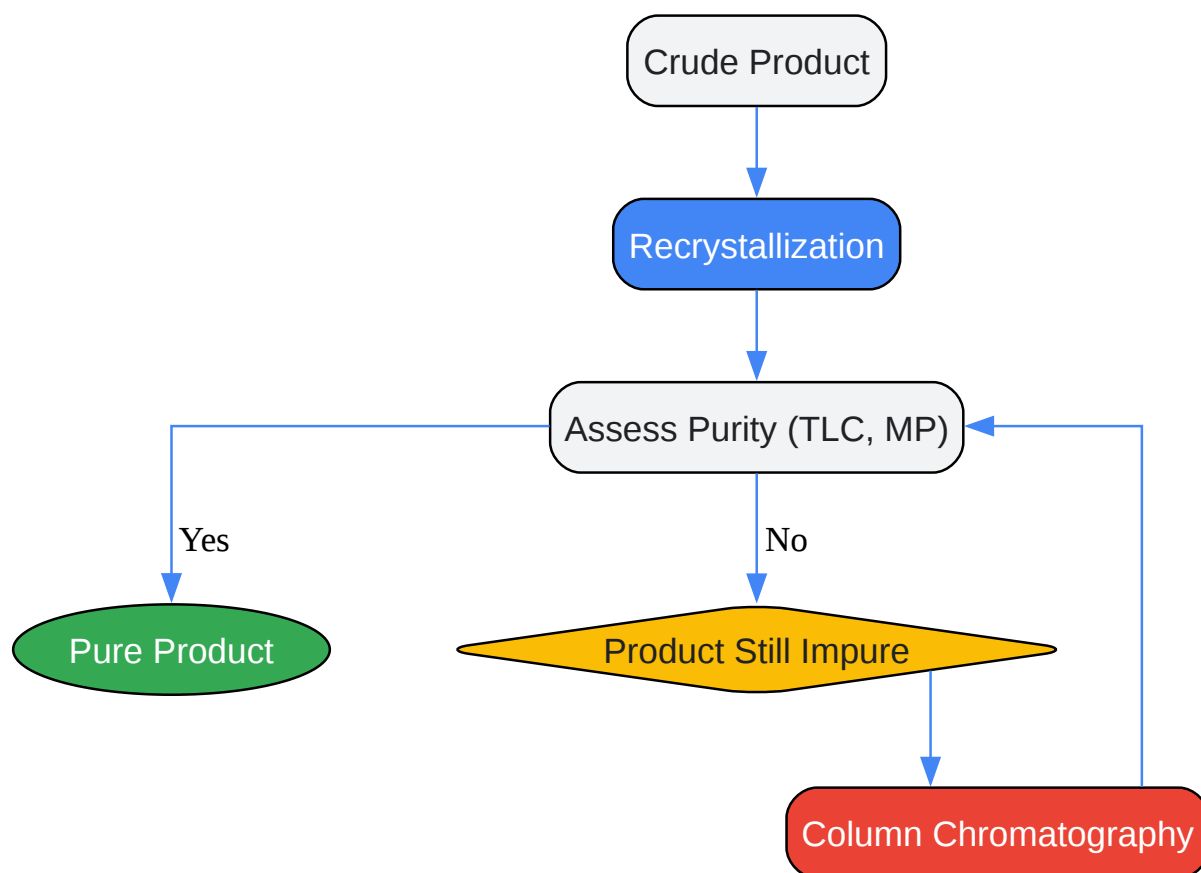 Crude Product
Recrystallization
Assess Purity (TLC, MP)
Yes
No
Pure Product
Product Still Impure
Column Chromatography